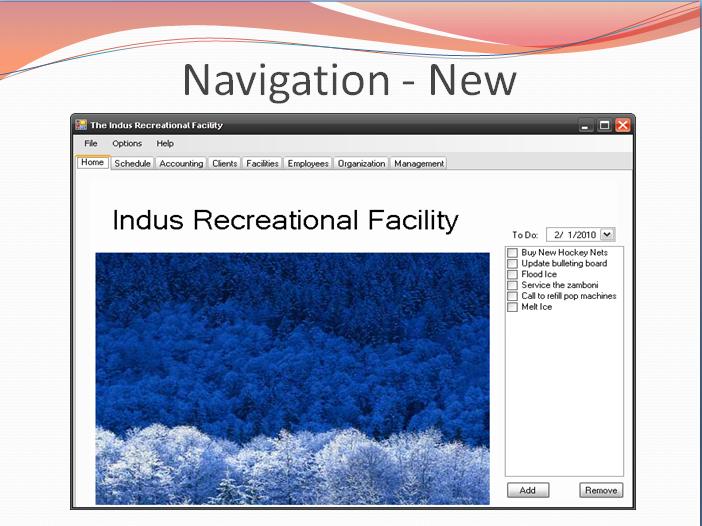 Navigation - New
The Indus Recreational Facility
File Options Help
Home Schedule Accounting Clients Facilities Employees Organization Management
Indus Recreational Facility
To Do: 2/ 1/2010
Buy New Hockey Nets
Update bulleting board
Flood Ice
Service the zamboni
Call to refill pop machines
Melt Ice
Add Remove